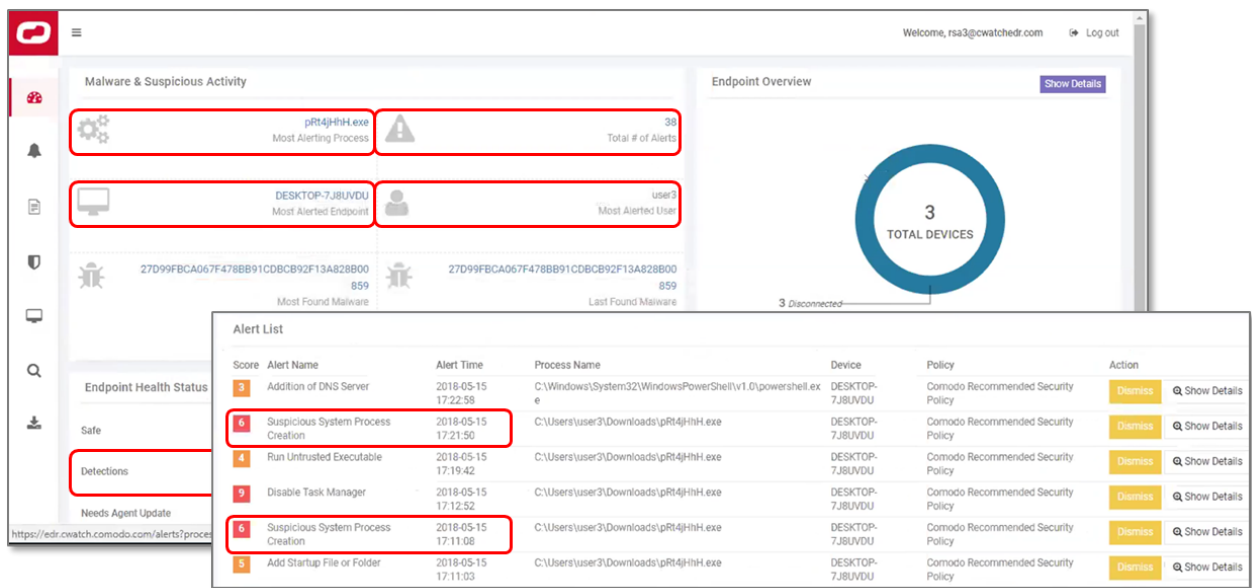 Welcome, rsa3@cwatchedr.com
Log out
Malware & Suspicious Activity
pRt4jHhH.exe
Most Alerting Process
38
Total # of Alerts
DESKTOP-7J8UVDU
Most Alerted Endpoint
user3
Most Alerted User
27D99FBCA067F478BB91CDBCB92F13A828B00
859
Most Found Malware
27D99FBCA067F478BB91CDBCB92F13A828B00
859
Last Found Malware
Endpoint Overview
Show Details
3
TOTAL DEVICES
3 Disconnected
Endpoint Health Status
Safe
Detections
Needs Agent Update
https://edr.cwatch.comodo.com/alerts?proces
Alert List
Score Alert Name Alert Time Process Name Device Policy Action
3 Addition of DNS Server 2018-05-15 C:\Windows\System32\WindowsPowerShell\v1.0\powershell.ex DESKTOP- Comodo Recommended Security Dismiss Show Details
17:22:58 e 7J8UVDU Policy
6 Suspicious System Process 2018-05-15 C:\Users\user3\Downloads\pRt4jHhH.exe DESKTOP- Comodo Recommended Security Dismiss Show Details
Creation 17:21:50 7J8UVDU Policy
4 Run Untrusted Executable 2018-05-15 C:\Users\user3\Downloads\pRt4jHhH.exe DESKTOP- Comodo Recommended Security Dismiss Show Details
17:19:42 7J8UVDU Policy
9 Disable Task Manager 2018-05-15 C:\Users\user3\Downloads\pRt4jHhH.exe DESKTOP- Comodo Recommended Security Dismiss Show Details
17:12:52 7J8UVDU Policy
6 Suspicious System Process 2018-05-15 C:\Users\user3\Downloads\pRt4jHhH.exe DESKTOP- Comodo Recommended Security Dismiss Show Details
Creation 17:11:08 7J8UVDU Policy
5 Add Startup File or Folder 2018-05-15 C:\Users\user3\Downloads\pRt4jHhH.exe DESKTOP- Comodo Recommended Security Dismiss Show Details
17:11:03 7J8UVDU Policy